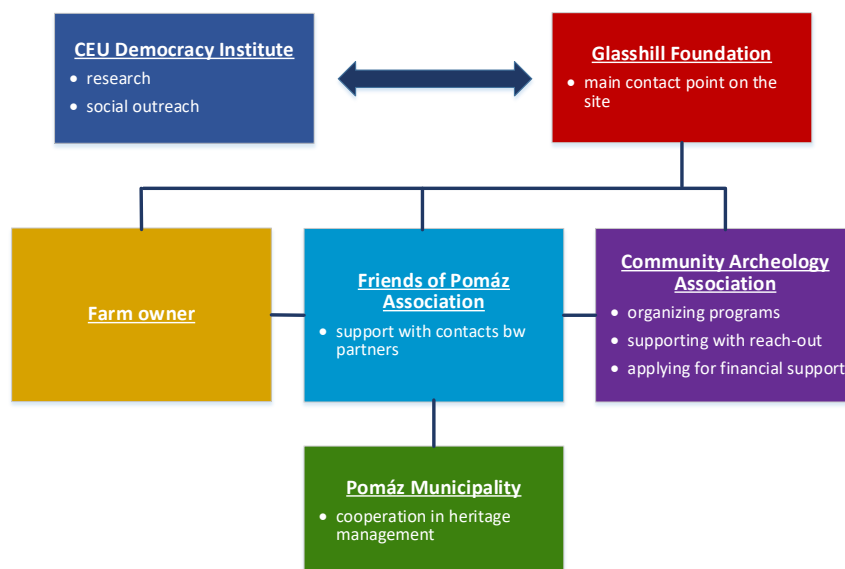 CEU Democracy Institute
• research
• social outreach
Glasshill Foundation
• main contact point on the
site
Farm owner
Friends of Pomáz
Association
• support with contacts bw
partners
Community Archeology
Association
• organizing programs
• supporting with reach-out
• applying for financial support
Pomáz Municipality
• cooperation in heritage
management